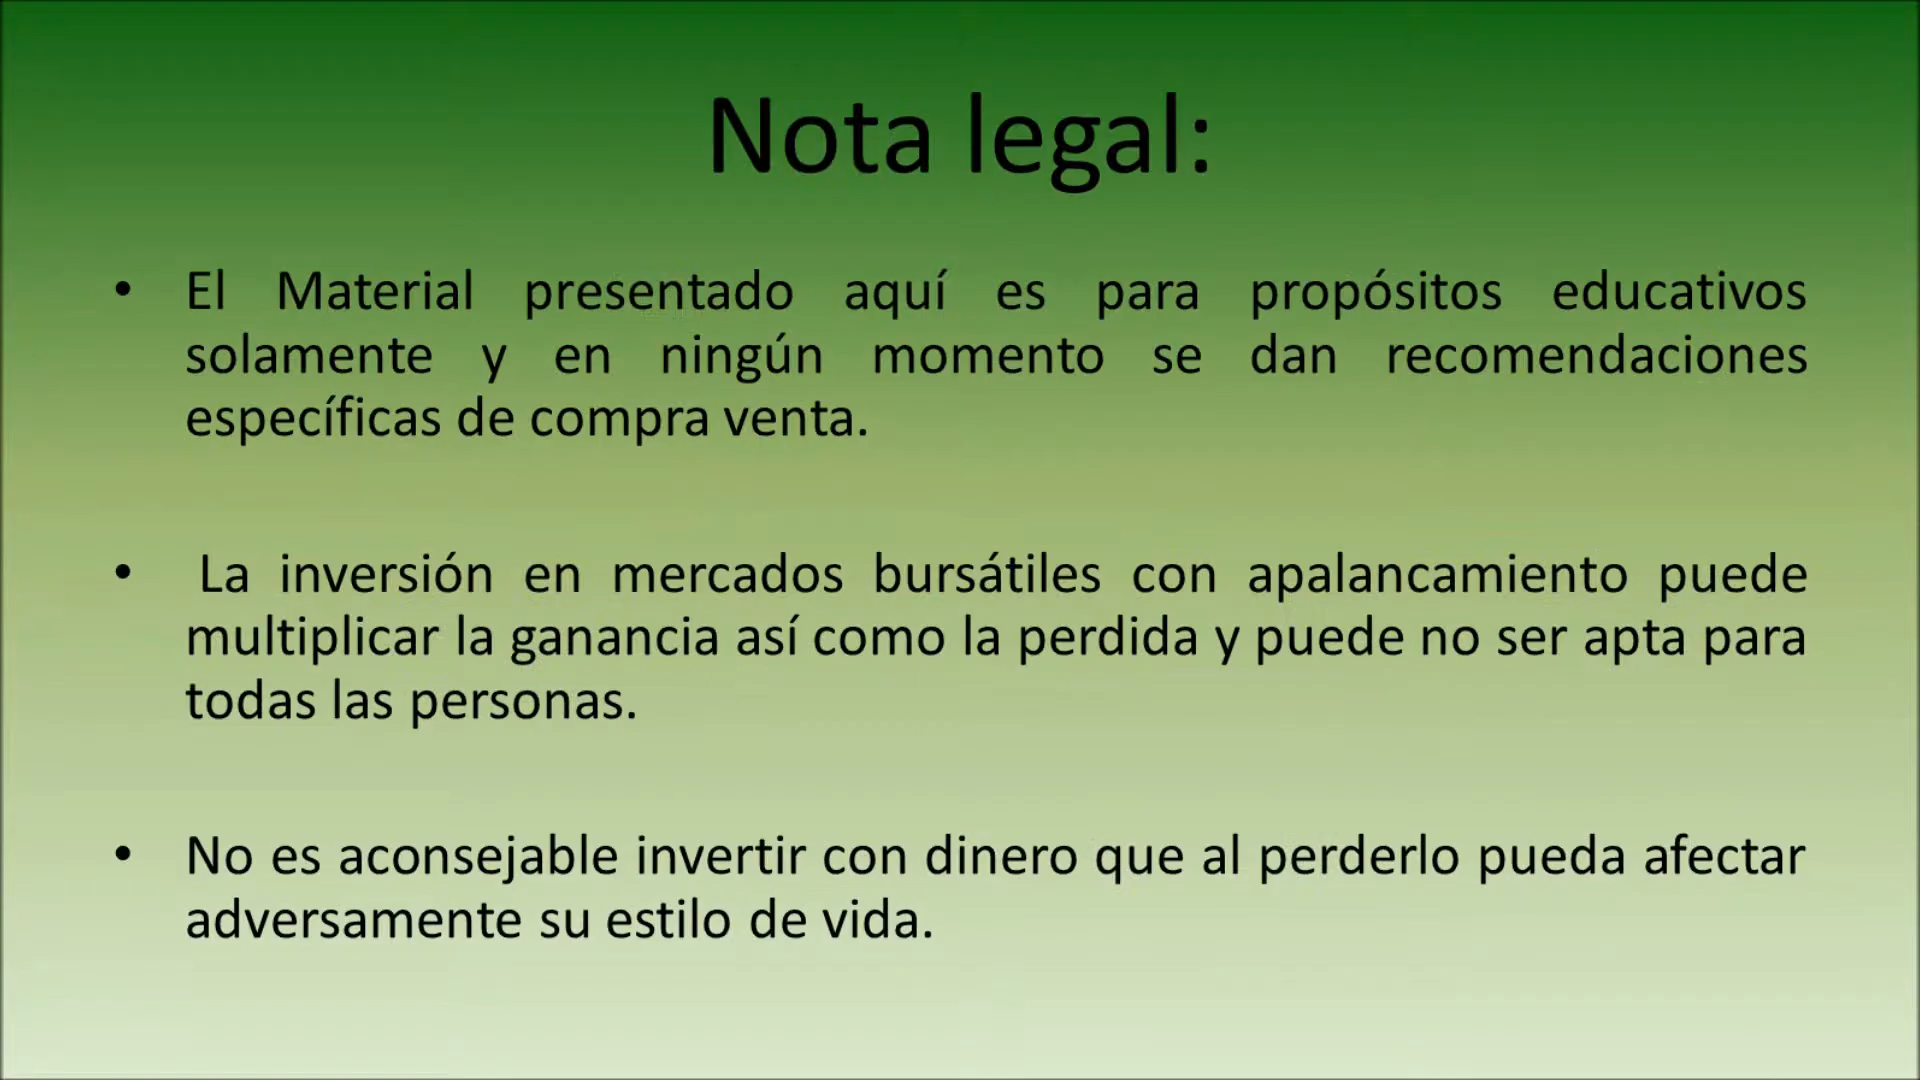 Nota legal:
• El Material presentado aquí es para propósitos educativos
solamente y en ningún momento se dan recomendaciones
específicas de compra venta.
• La inversión en mercados bursátiles con apalancamiento puede
multiplicar la ganancia así como la perdida y puede no ser apta para
todas las personas.
• No es aconsejable invertir con dinero que al perderlo pueda afectar
adversamente su estilo de vida.